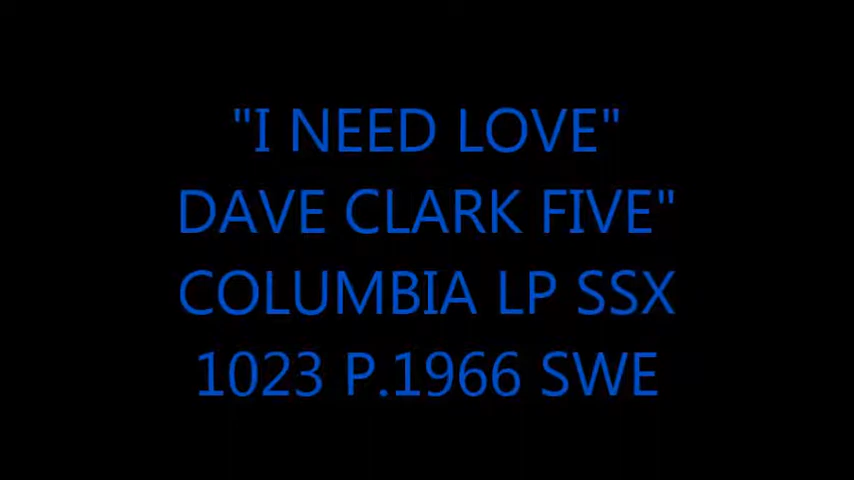 "I NEED LOVE"
DAVE CLARK FIVE"
COLUMBIA LP SSX
1023 P.1966 SWE